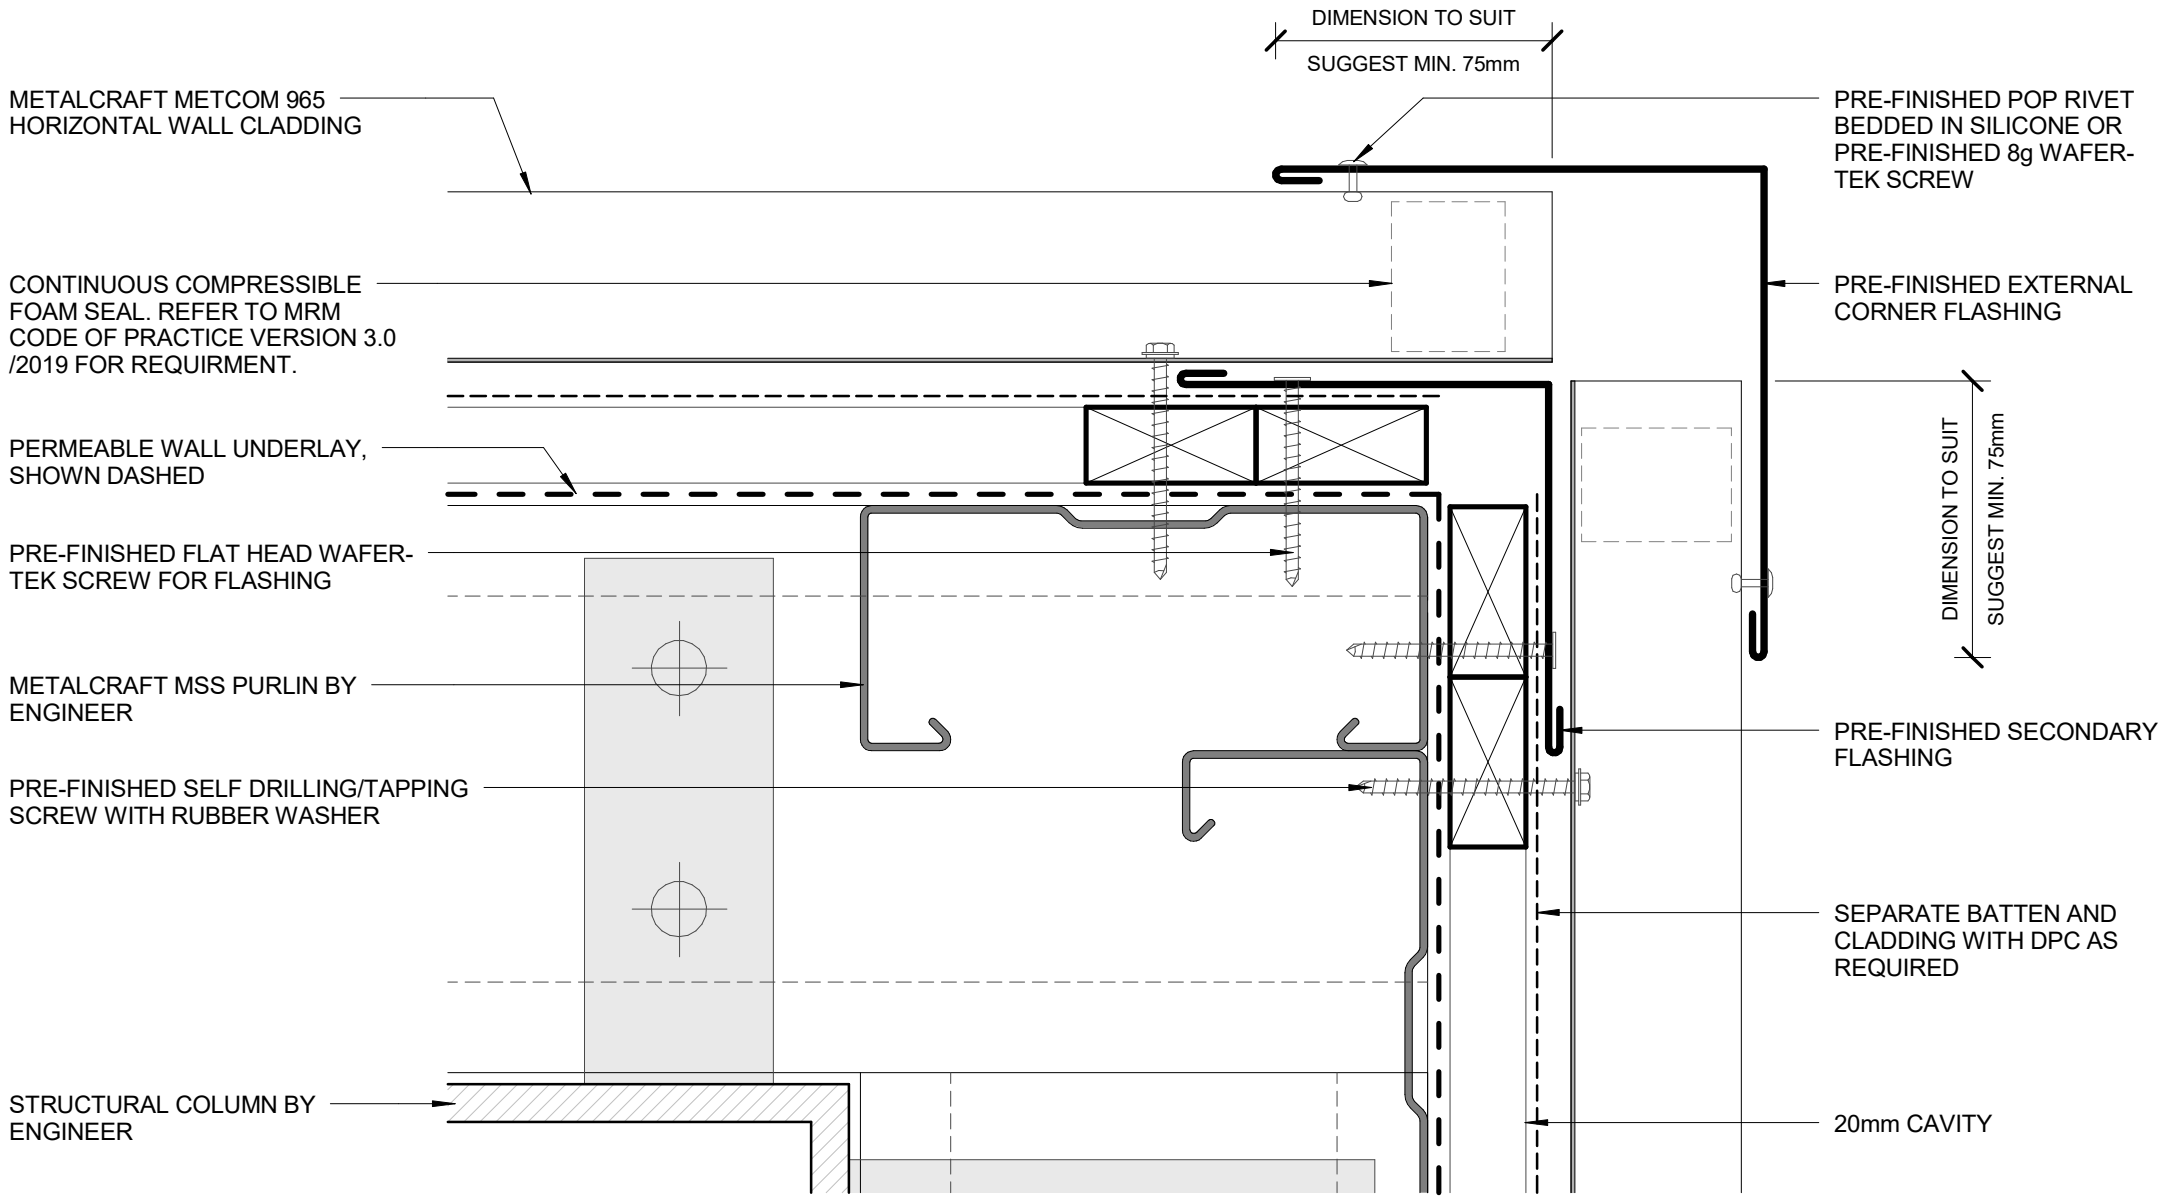 DIMENSION TO SUIT
SUGGEST MIN. 75mm
METALCRAFT METCOM 965
HORIZONTAL WALL CLADDING
CONTINUOUS COMPRESSIBLE
FOAM SEAL. REFER TO MRM
CODE OF PRACTICE VERSION 3.0
/2019 FOR REQUIRMENT.
PERMEABLE WALL UNDERLAY,
SHOWN DASHED
PRE-FINISHED FLAT HEAD WAFER-
TEK SCREW FOR FLASHING
METALCRAFT MSS PURLIN BY
ENGINEER
PRE-FINISHED SELF DRILLING/TAPPING
SCREW WITH RUBBER WASHER
STRUCTURAL COLUMN BY
ENGINEER
PRE-FINISHED POP RIVET
BEDDED IN SILICONE OR
PRE-FINISHED 8g WAFER-
TEK SCREW
PRE-FINISHED EXTERNAL
CORNER FLASHING
DIMENSION TO SUIT
SUGGEST MIN. 75mm
PRE-FINISHED SECONDARY
FLASHING
SEPARATE BATTEN AND
CLADDING WITH DPC AS
REQUIRED
20mm CAVITY